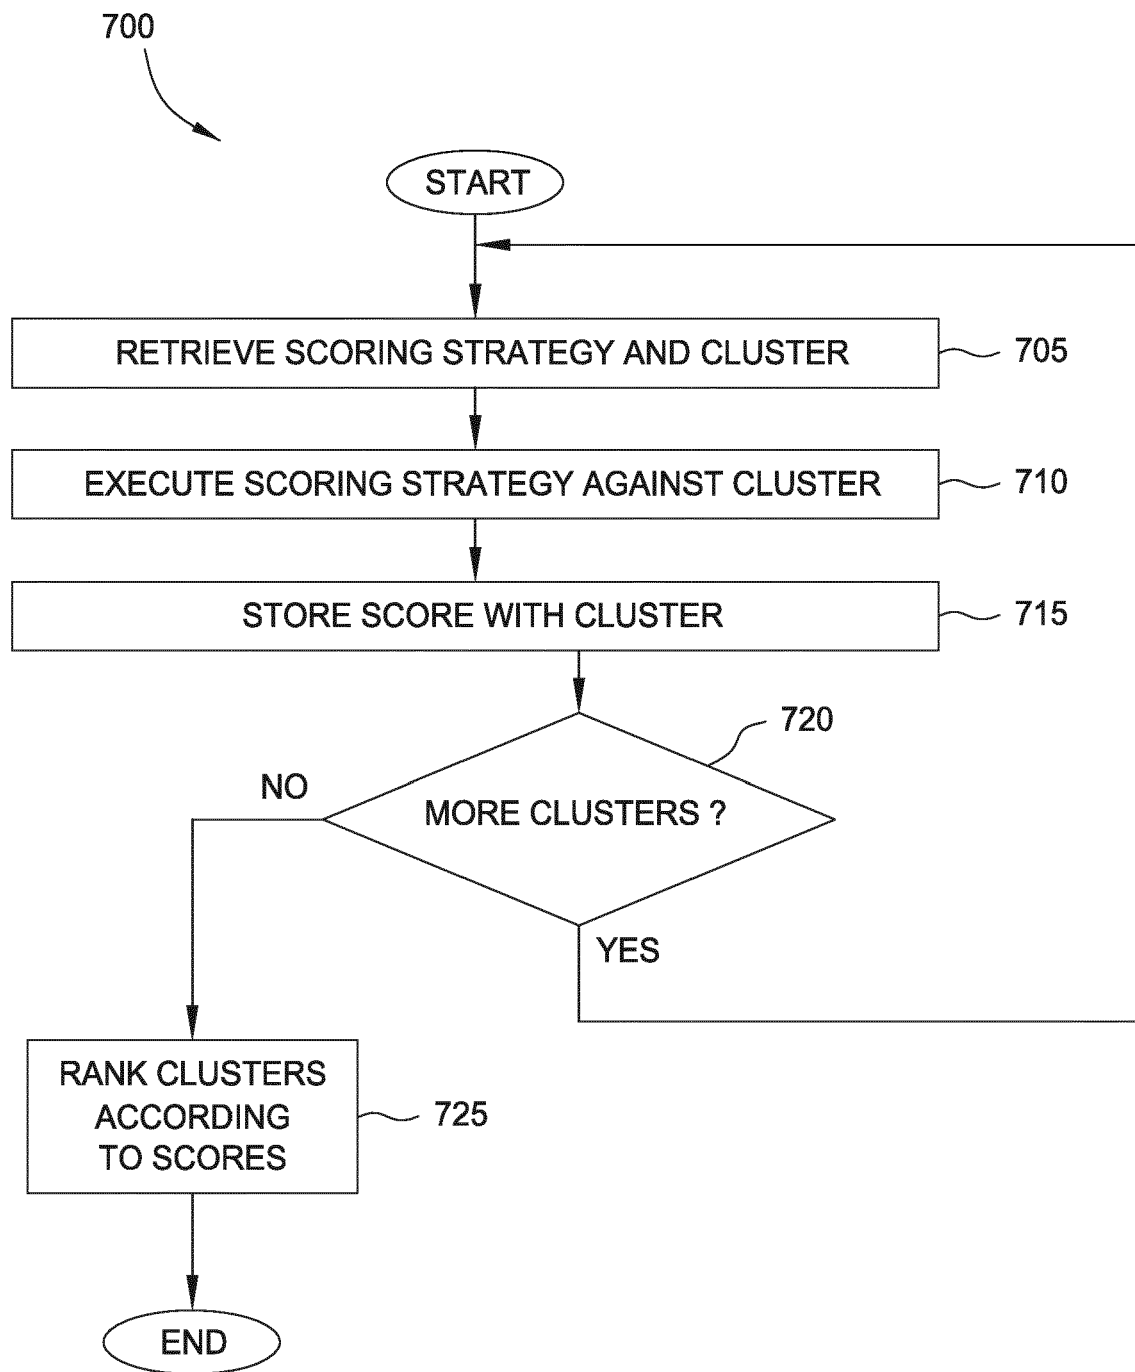 700
START
RETRIEVE SCORING STRATEGY AND CLUSTER
705
EXECUTE SCORING STRATEGY AGAINST CLUSTER
710
STORE SCORE WITH CLUSTER
715
720
NO
MORE CLUSTERS ?
YES
RANK CLUSTERS
ACCORDING
TO SCORES
725
END